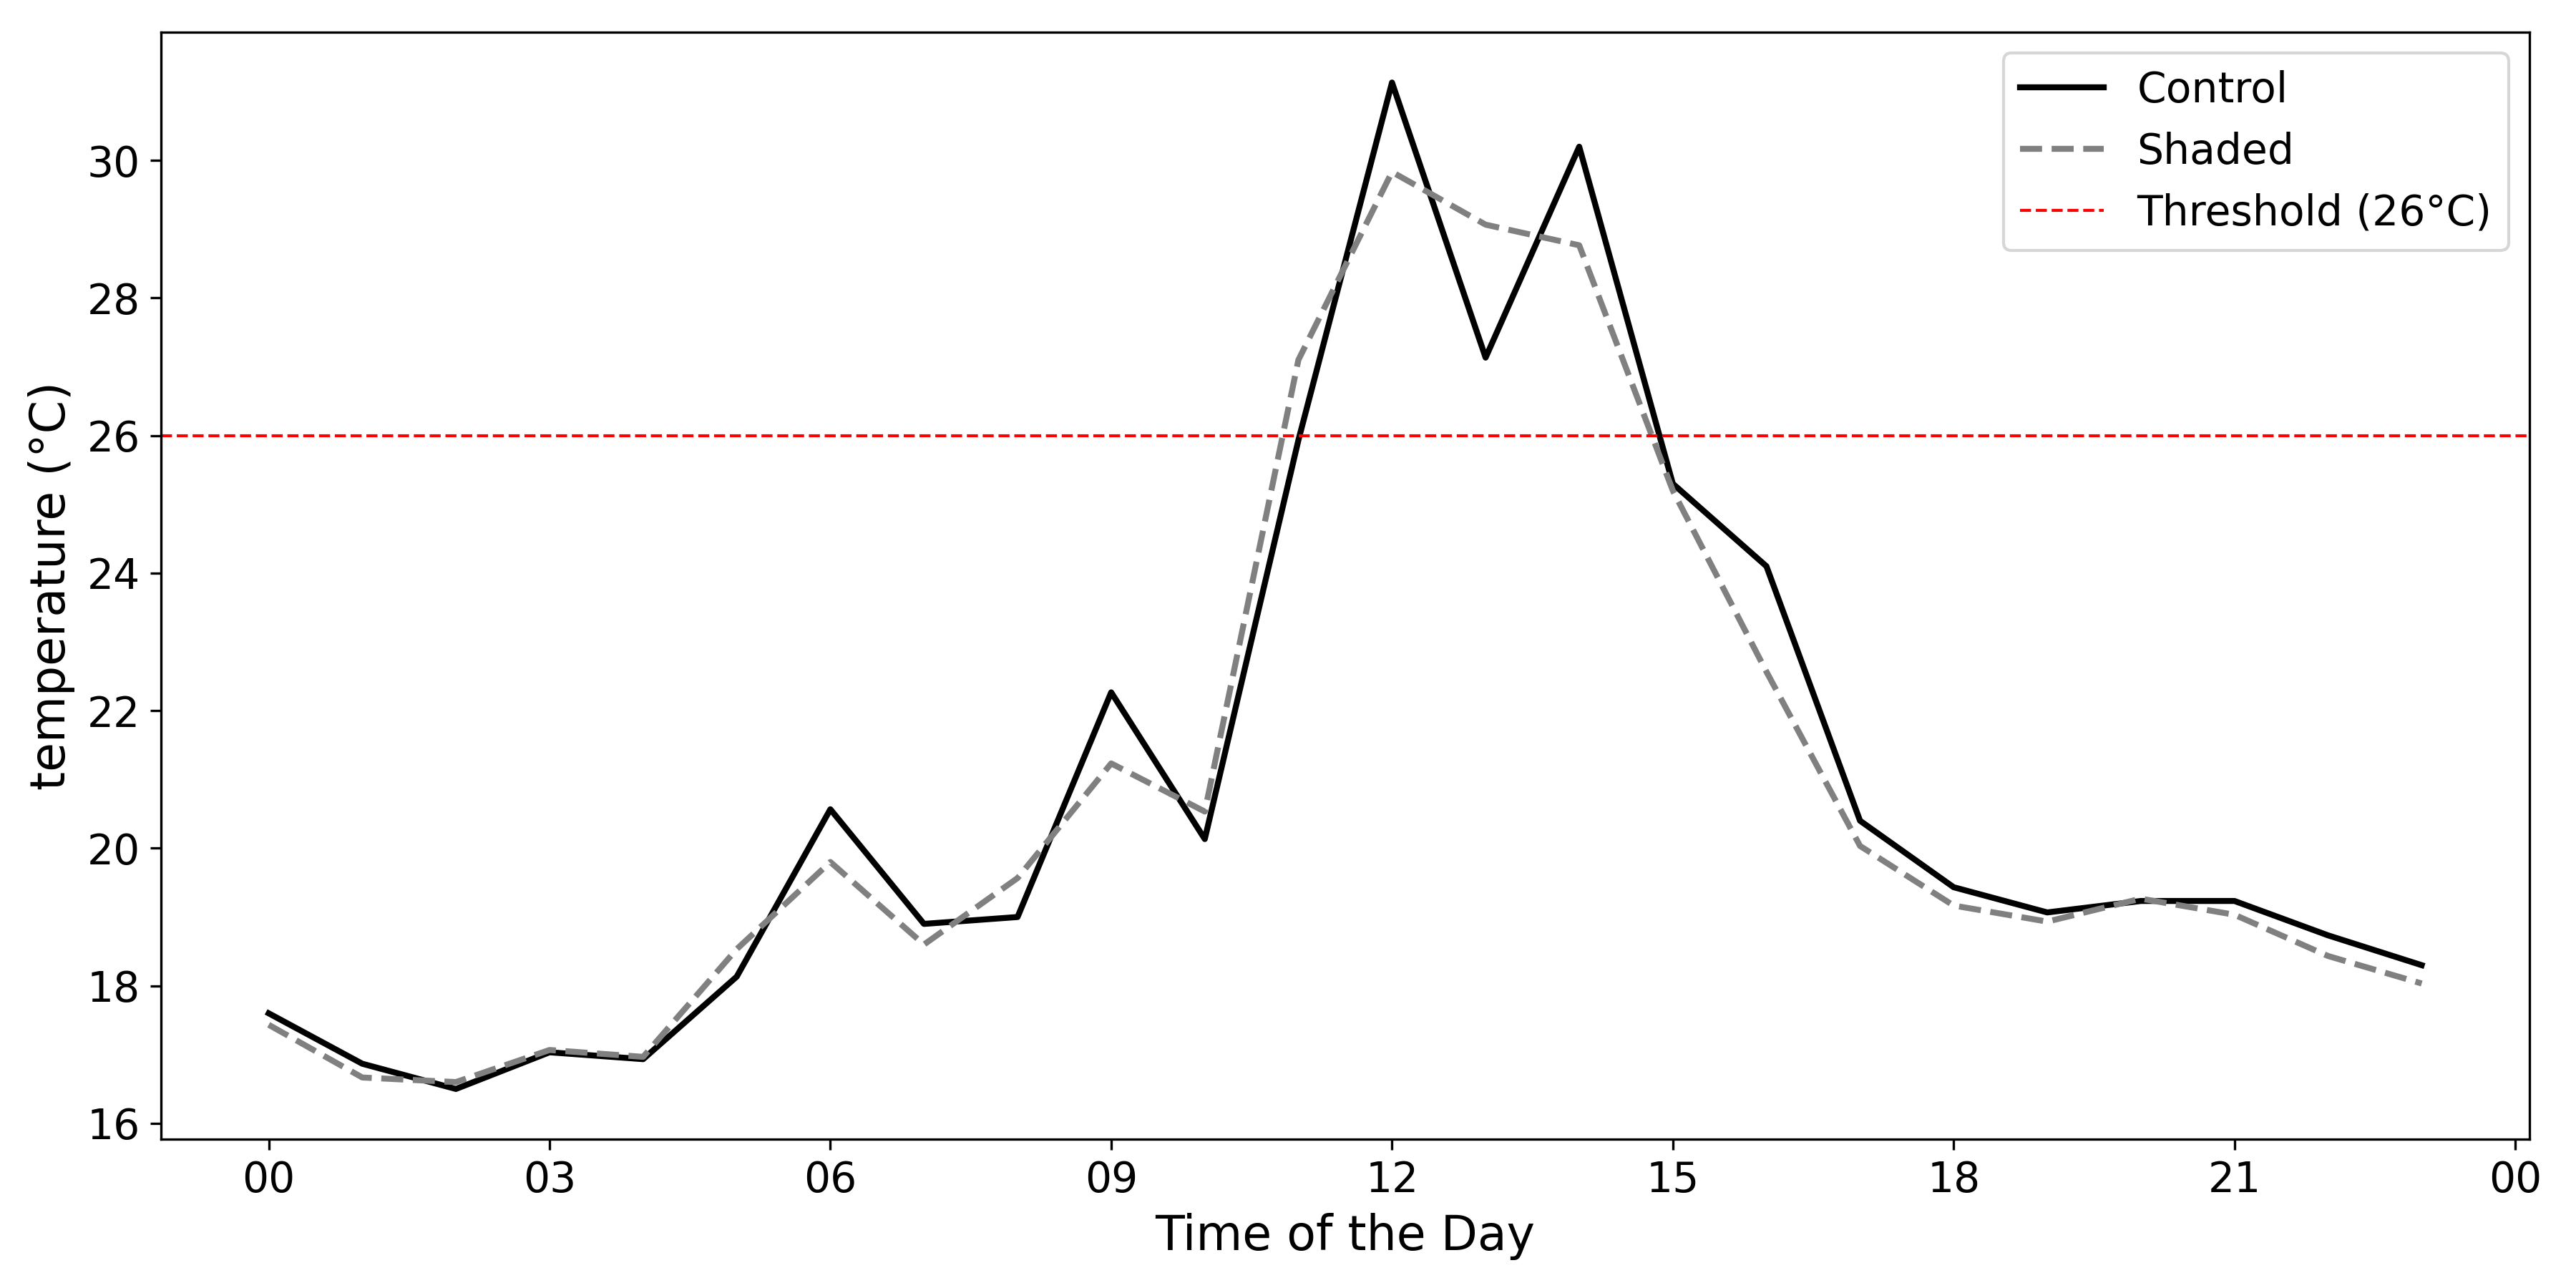 Control
Shaded
Threshold (26°C)
temperature (°C)
30
28
26
24
22
20
18
16
00 03 06 09 12 15 18 21 00
Time of the Day